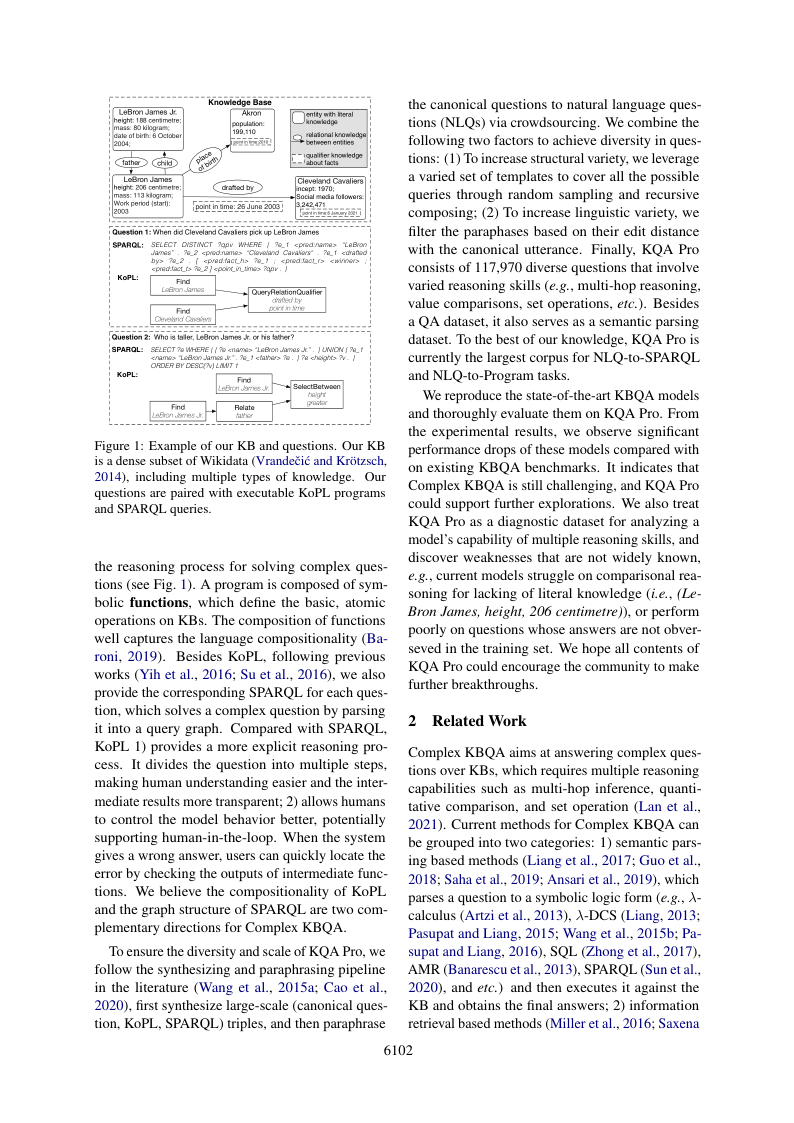 Knowledge Base
LeBron James Jr.
height: 188 centimetre;
mass: 80 kilogram;
date of birth: 6 October
2004;
father
child
place
of birth
Akron
population:
199,110
entity with literal
knowledge
relational knowledge
between entities
qualifier knowledge
about facts
LeBron James
height: 206 centimetre;
mass: 113 kilogram;
Work period (start):
2003
drafted by
point in time: 26 June 2003
Cleveland Cavaliers
incept: 1970;
Social media followers:
3,242,471
point in time:5 January 2021
Question 1: When did Cleveland Cavaliers pick up LeBron James
SPARQL: SELECT DISTINCT ?qpv WHERE { ?e_1 <pred:name> "LeBron
James" . ?e_2 <pred:name> "Cleveland Cavaliers" . ?e_1 <drafted
by> ?e_2 . [ <pred:fact_h> ?e_1 ; <pred:fact_r> <winner> ;
<pred:fact_t> ?e_2 ] <point_in_time> ?qpv . }
KoPL:
Find
LeBron James
QueryRelationQualifier
drafted by
point in time
Find
Cleveland Cavaliers
Question 2: Who is taller, LeBron James Jr. or his father?
SPARQL: SELECT ?e WHERE { { ?e <name> "LeBron James Jr." . } UNION { ?e_1
<name> "LeBron James Jr.". ?e_1 <father> ?e . } ?e <height> ?v . }
ORDER BY DESC(?v) LIMIT 1
KoPL:
Find
LeBron James Jr.
SelectBetween
height
greater
Find
LeBron James Jr.
Relate
father
Figure 1: Example of our KB and questions. Our KB
is a dense subset of Wikidata (Vrandečić and Krötzsch,
2014), including multiple types of knowledge. Our
questions are paired with executable KoPL programs
and SPARQL queries.
the reasoning process for solving complex ques-
tions (see Fig. 1). A program is composed of sym-
bolic functions, which define the basic, atomic
operations on KBs. The composition of functions
well captures the language compositionality (Ba-
roni, 2019). Besides KoPL, following previous
works (Yih et al., 2016; Su et al., 2016), we also
provide the corresponding SPARQL for each ques-
tion, which solves a complex question by parsing
it into a query graph. Compared with SPARQL,
KoPL 1) provides a more explicit reasoning pro-
cess. It divides the question into multiple steps,
making human understanding easier and the inter-
mediate results more transparent; 2) allows humans
to control the model behavior better, potentially
supporting human-in-the-loop. When the system
gives a wrong answer, users can quickly locate the
error by checking the outputs of intermediate func-
tions. We believe the compositionality of KoPL
and the graph structure of SPARQL are two com-
plementary directions for Complex KBQA.
To ensure the diversity and scale of KQA Pro, we
follow the synthesizing and paraphrasing pipeline
in the literature (Wang et al., 2015a; Cao et al.,
2020), first synthesize large-scale (canonical ques-
tion, KoPL, SPARQL) triples, and then paraphrase
the canonical questions to natural language ques-
tions (NLQs) via crowdsourcing. We combine the
following two factors to achieve diversity in ques-
tions: (1) To increase structural variety, we leverage
a varied set of templates to cover all the possible
queries through random sampling and recursive
composing; (2) To increase linguistic variety, we
filter the paraphases based on their edit distance
with the canonical utterance. Finally, KQA Pro
consists of 117,970 diverse questions that involve
varied reasoning skills (e.g., multi-hop reasoning,
value comparisons, set operations, etc.). Besides
a QA dataset, it also serves as a semantic parsing
dataset. To the best of our knowledge, KQA Pro is
currently the largest corpus for NLQ-to-SPARQL
and NLQ-to-Program tasks.
We reproduce the state-of-the-art KBQA models
and thoroughly evaluate them on KQA Pro. From
the experimental results, we observe significant
performance drops of these models compared with
on existing KBQA benchmarks. It indicates that
Complex KBQA is still challenging, and KQA Pro
could support further explorations. We also treat
KQA Pro as a diagnostic dataset for analyzing a
model's capability of multiple reasoning skills, and
discover weaknesses that are not widely known,
e.g., current models struggle on comparisonal rea-
soning for lacking of literal knowledge (i.e., (Le-
Bron James, height, 206 centimetre)), or perform
poorly on questions whose answers are not obver-
seved in the training set. We hope all contents of
KQA Pro could encourage the community to make
further breakthroughs.
2 Related Work
Complex KBQA aims at answering complex ques-
tions over KBs, which requires multiple reasoning
capabilities such as multi-hop inference, quanti-
tative comparison, and set operation (Lan et al.,
2021). Current methods for Complex KBQA can
be grouped into two categories: 1) semantic pars-
ing based methods (Liang et al., 2017; Guo et al.,
2018; Saha et al., 2019; Ansari et al., 2019), which
parses a question to a symbolic logic form (e.g., λ-
calculus (Artzi et al., 2013), λ-DCS (Liang, 2013;
Pasupat and Liang, 2015; Wang et al., 2015b; Pa-
supat and Liang, 2016), SQL (Zhong et al., 2017),
AMR (Banarescu et al., 2013), SPARQL (Sun et al.,
2020), and etc.) and then executes it against the
KB and obtains the final answers; 2) information
retrieval based methods (Miller et al., 2016; Saxena
6102